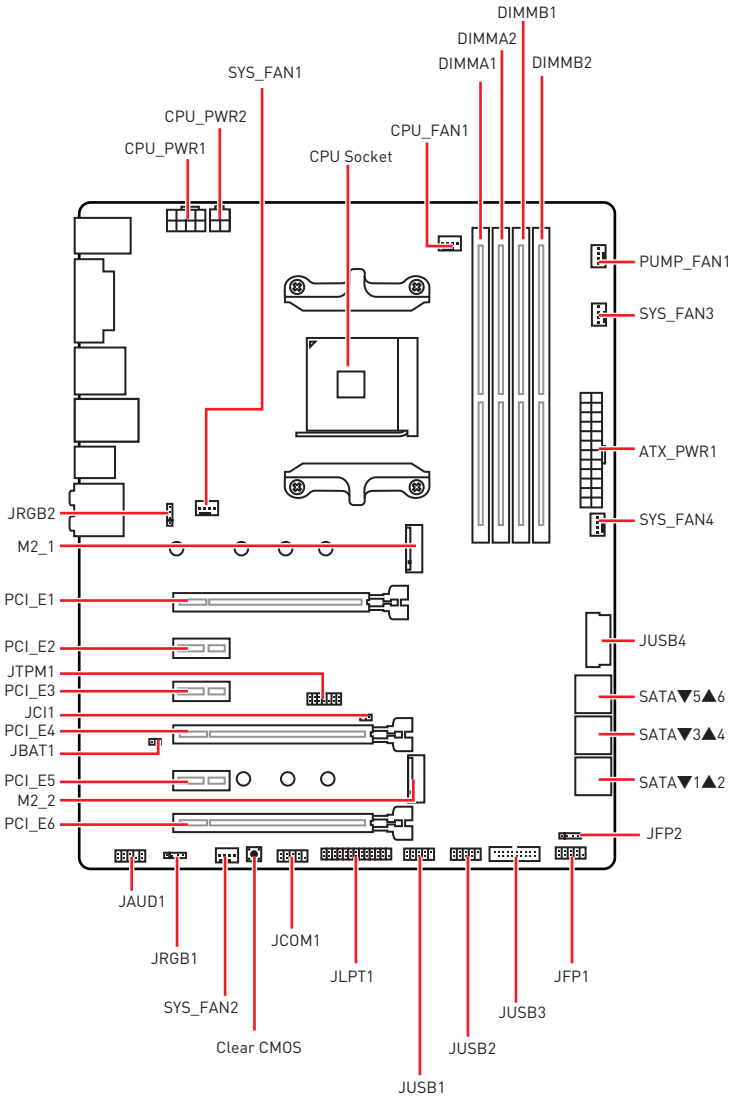 DIMMB1
DIMMA2
DIMMA1
DIMMB2
SYS_FAN1
CPU_PWR2
CPU_FAN1
CPU_PWR1
CPU Socket
PUMP_FAN1
SYS_FAN3
ATX_PWR1
JRGB2
SYS_FAN4
M2_1
PCI_E1
PCI_E2
JUSB4
JTPM1
PCI_E3
SATA▼5▲6
JCI1
PCI_E4
SATA▼3▲4
JBAT1
PCI_E5
SATA▼1▲2
M2_2
PCI_E6
JFP2
JAUD1
JCOM1
JRGB1
JLPT1
JFP1
SYS_FAN2
JUSB3
Clear CMOS
JUSB2
JUSB1